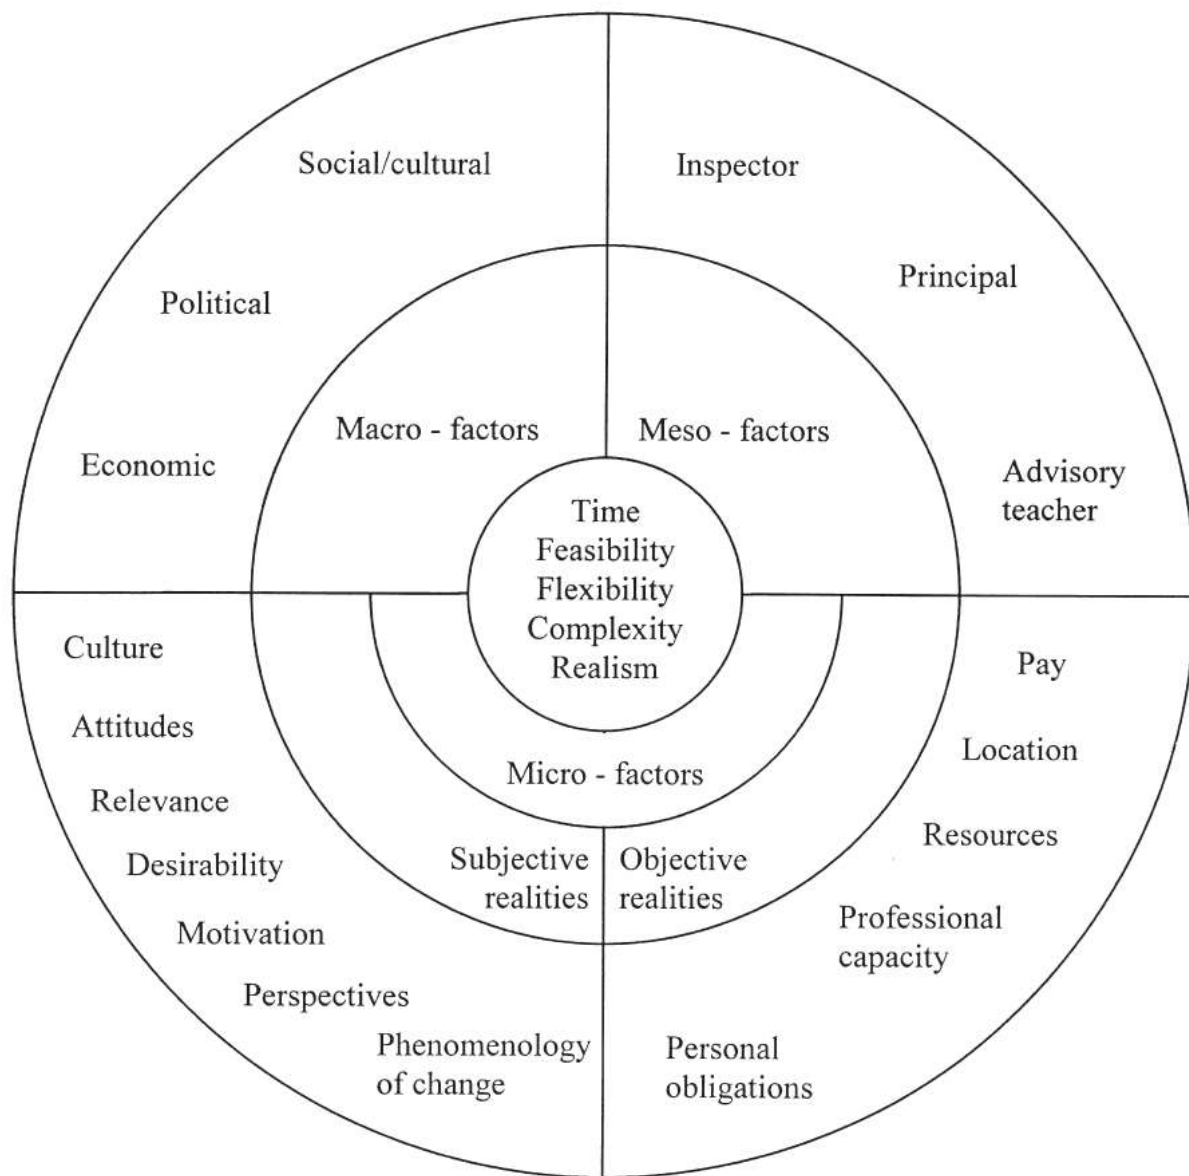 Social/cultural
Inspector
Political
Principal
Macro - factors
Meso - factors
Economic
Advisory
teacher
Time
Feasibility
Flexibility
Complexity
Realism
Culture
Pay
Attitudes
Location
Micro - factors
Relevance
Resources
Desirability
Subjective
realities
Objective
realities
Motivation
Professional
capacity
Perspectives
Phenomenology
of change
Personal
obligations